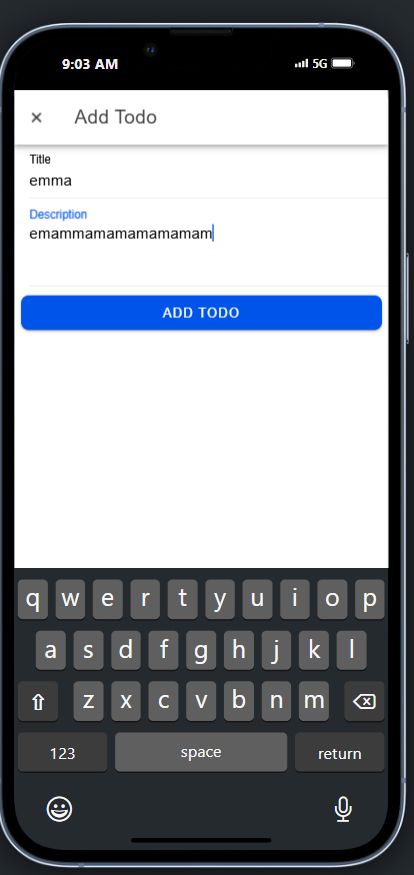 9:03 AM 5G
× Add Todo
Title
emma
Description
emammamamamamamam
ADD TODO
q w e r t y u i o p
a s d f g h j k l
z x c v b n m
123 space return